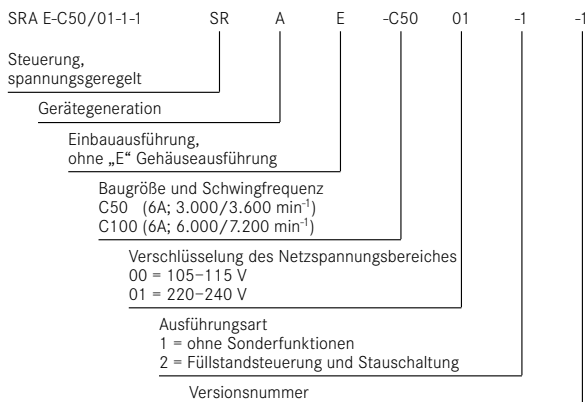 SRA E-C50/01-1-1 SR A E -C50 01 -1 -1
Steuerung,
spannungsgeregelt
Gerätegeneration
Einbauausführung,
ohne „E“ Gehäuseausführung
Baugröße und Schwingfrequenz
C50 (6A; 3.000/3.600 min⁻¹)
C100 (6A; 6.000/7.200 min⁻¹)
Verschlüsselung des Netzspannungsbereiches
00 = 105–115 V
01 = 220–240 V
Ausführungsart
1 = ohne Sonderfunktionen
2 = Füllstandsteuerung und Stauschaltung
Versionsnummer